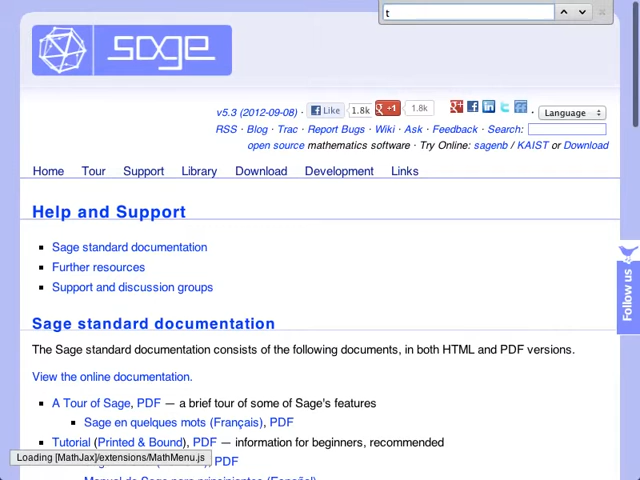 t
sage
v5.3 (2012-09-08) · Like 1.8k +1 1.8k · Language
RSS · Blog · Trac · Report Bugs · Wiki · Ask · Feedback · Search:
open source mathematics software · Try Online: sagenb / KAIST or Download
Home Tour Support Library Download Development Links
Help and Support
Sage standard documentation
Further resources
Support and discussion groups
Follow us
Sage standard documentation
The Sage standard documentation consists of the following documents, in both HTML and PDF versions.
View the online documentation.
A Tour of Sage, PDF — a brief tour of some of Sage's features
Sage en quelques mots (Français), PDF
Tutorial (Printed & Bound), PDF — information for beginners, recommended
Loading [MathJax]/extensions/MathMenu.js
, PDF